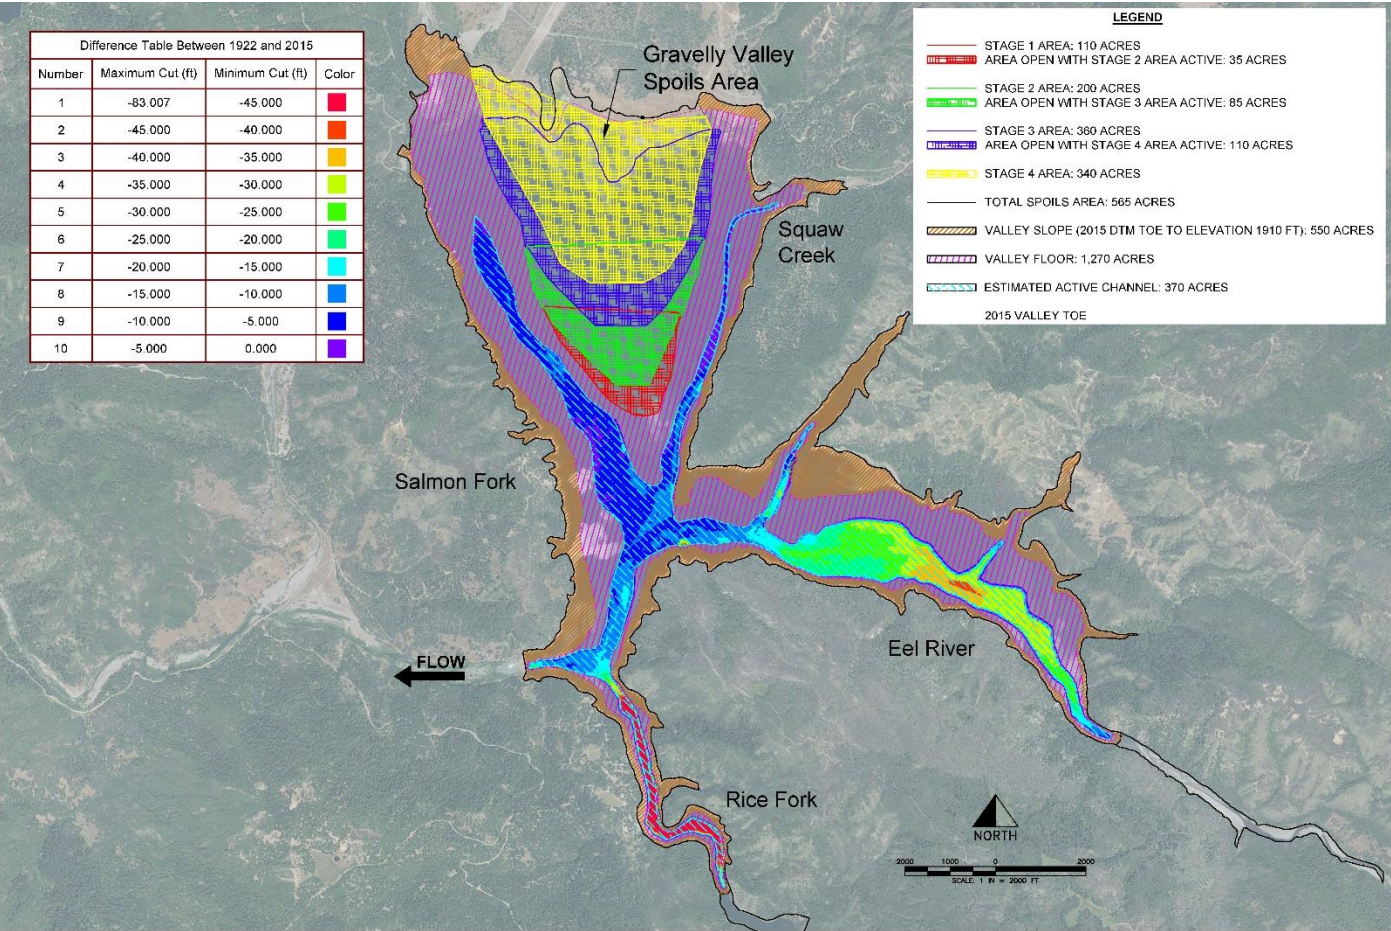 Difference Table Between 1922 and 2015
Number Maximum Cut (ft) Minimum Cut (ft) Color
1 -83.007 -45.000
2 -45.000 -40.000
3 -40.000 -35.000
4 -35.000 -30.000
5 -30.000 -25.000
6 -25.000 -20.000
7 -20.000 -15.000
8 -15.000 -10.000
9 -10.000 -5.000
10 -5.000 0.000
Gravelly Valley
Spoils Area
LEGEND
STAGE 1 AREA: 110 ACRES
AREA OPEN WITH STAGE 2 AREA ACTIVE: 35 ACRES
STAGE 2 AREA: 200 ACRES
AREA OPEN WITH STAGE 3 AREA ACTIVE: 85 ACRES
STAGE 3 AREA: 360 ACRES
AREA OPEN WITH STAGE 4 AREA ACTIVE: 110 ACRES
STAGE 4 AREA: 340 ACRES
TOTAL SPOILS AREA: 565 ACRES
VALLEY SLOPE (2015 DTM TOE TO ELEVATION 1910 FT): 550 ACRES
VALLEY FLOOR: 1,270 ACRES
ESTIMATED ACTIVE CHANNEL: 370 ACRES
2015 VALLEY TOE
Squaw
Creek
Salmon Fork
Eel River
FLOW
Rice Fork
NORTH
2000 1000 0 2000
SCALE: 1 IN = 2000 FT